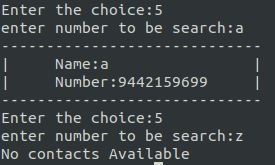 Enter the choice:5
enter number to be search:a
--------------------------------
|     Name:a                   |
|     Number:9442159699        |
--------------------------------
Enter the choice:5
enter number to be search:z
No contacts Available